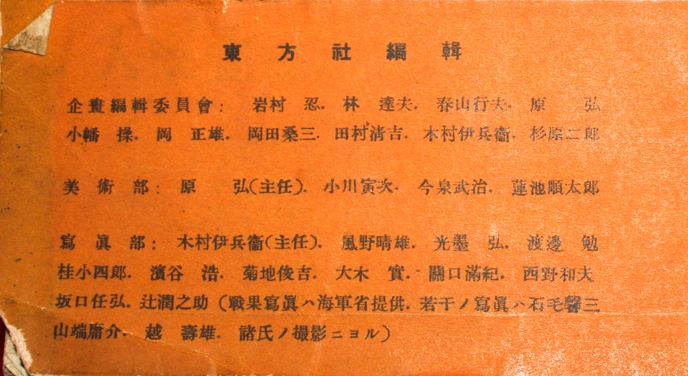 東方社編輯
企畫編輯委員會: 岩村 忍. 林 達夫. 春山行夫. 原 弘
小幡 操. 岡 正雄. 岡田桑三. 田村清吉. 木村伊兵衞. 杉原二郎
美術部: 原 弘(主任). 小川寅次. 今泉武治. 蓮池順太郎
寫眞部: 木村伊兵衞(主任). 風野晴雄. 光墨 弘. 渡邊 勉
桂小四郎. 濱谷 浩. 菊地俊吉. 大木 實. 關口滿紀. 西野和夫
坂口任弘. 辻潤之助 (戰果寫眞ハ海軍省提供. 若干ノ寫眞ハ石毛馨三
山端庸介. 越 壽雄. 諸氏ノ撮影ニヨル)